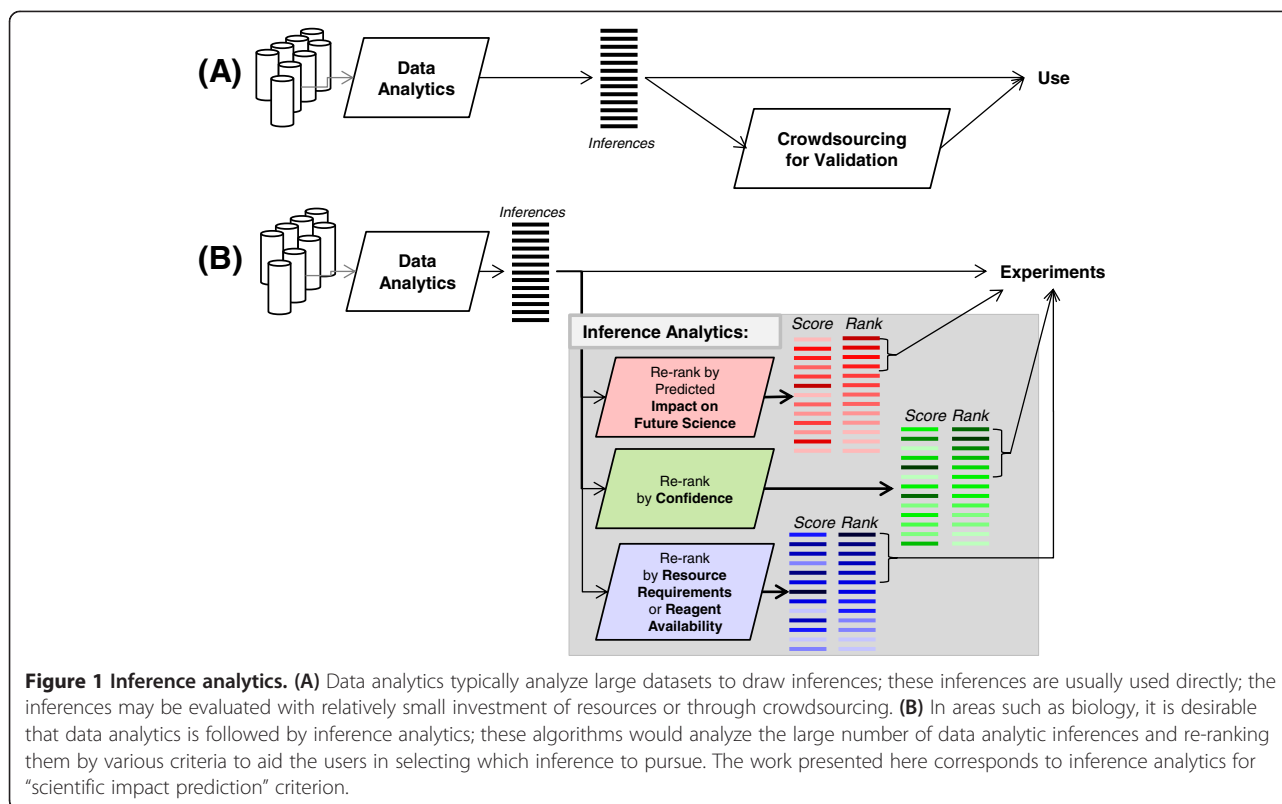 (A)
Data
Analytics
Inferences
Crowdsourcing
for Validation
Use
(B)
Data
Analytics
Inferences
Experiments
Inference Analytics:
Score Rank
Re-rank by
Predicted
Impact on
Future Science
Score Rank
Re-rank
by Confidence
Score Rank
Re-rank
by Resource
Requirements
or Reagent
Availability
Figure 1 Inference analytics. (A) Data analytics typically analyze large datasets to draw inferences; these inferences are usually used directly; the
inferences may be evaluated with relatively small investment of resources or through crowdsourcing. (B) In areas such as biology, it is desirable
that data analytics is followed by inference analytics; these algorithms would analyze the large number of data analytic inferences and re-ranking
them by various criteria to aid the users in selecting which inference to pursue. The work presented here corresponds to inference analytics for
“scientific impact prediction” criterion.